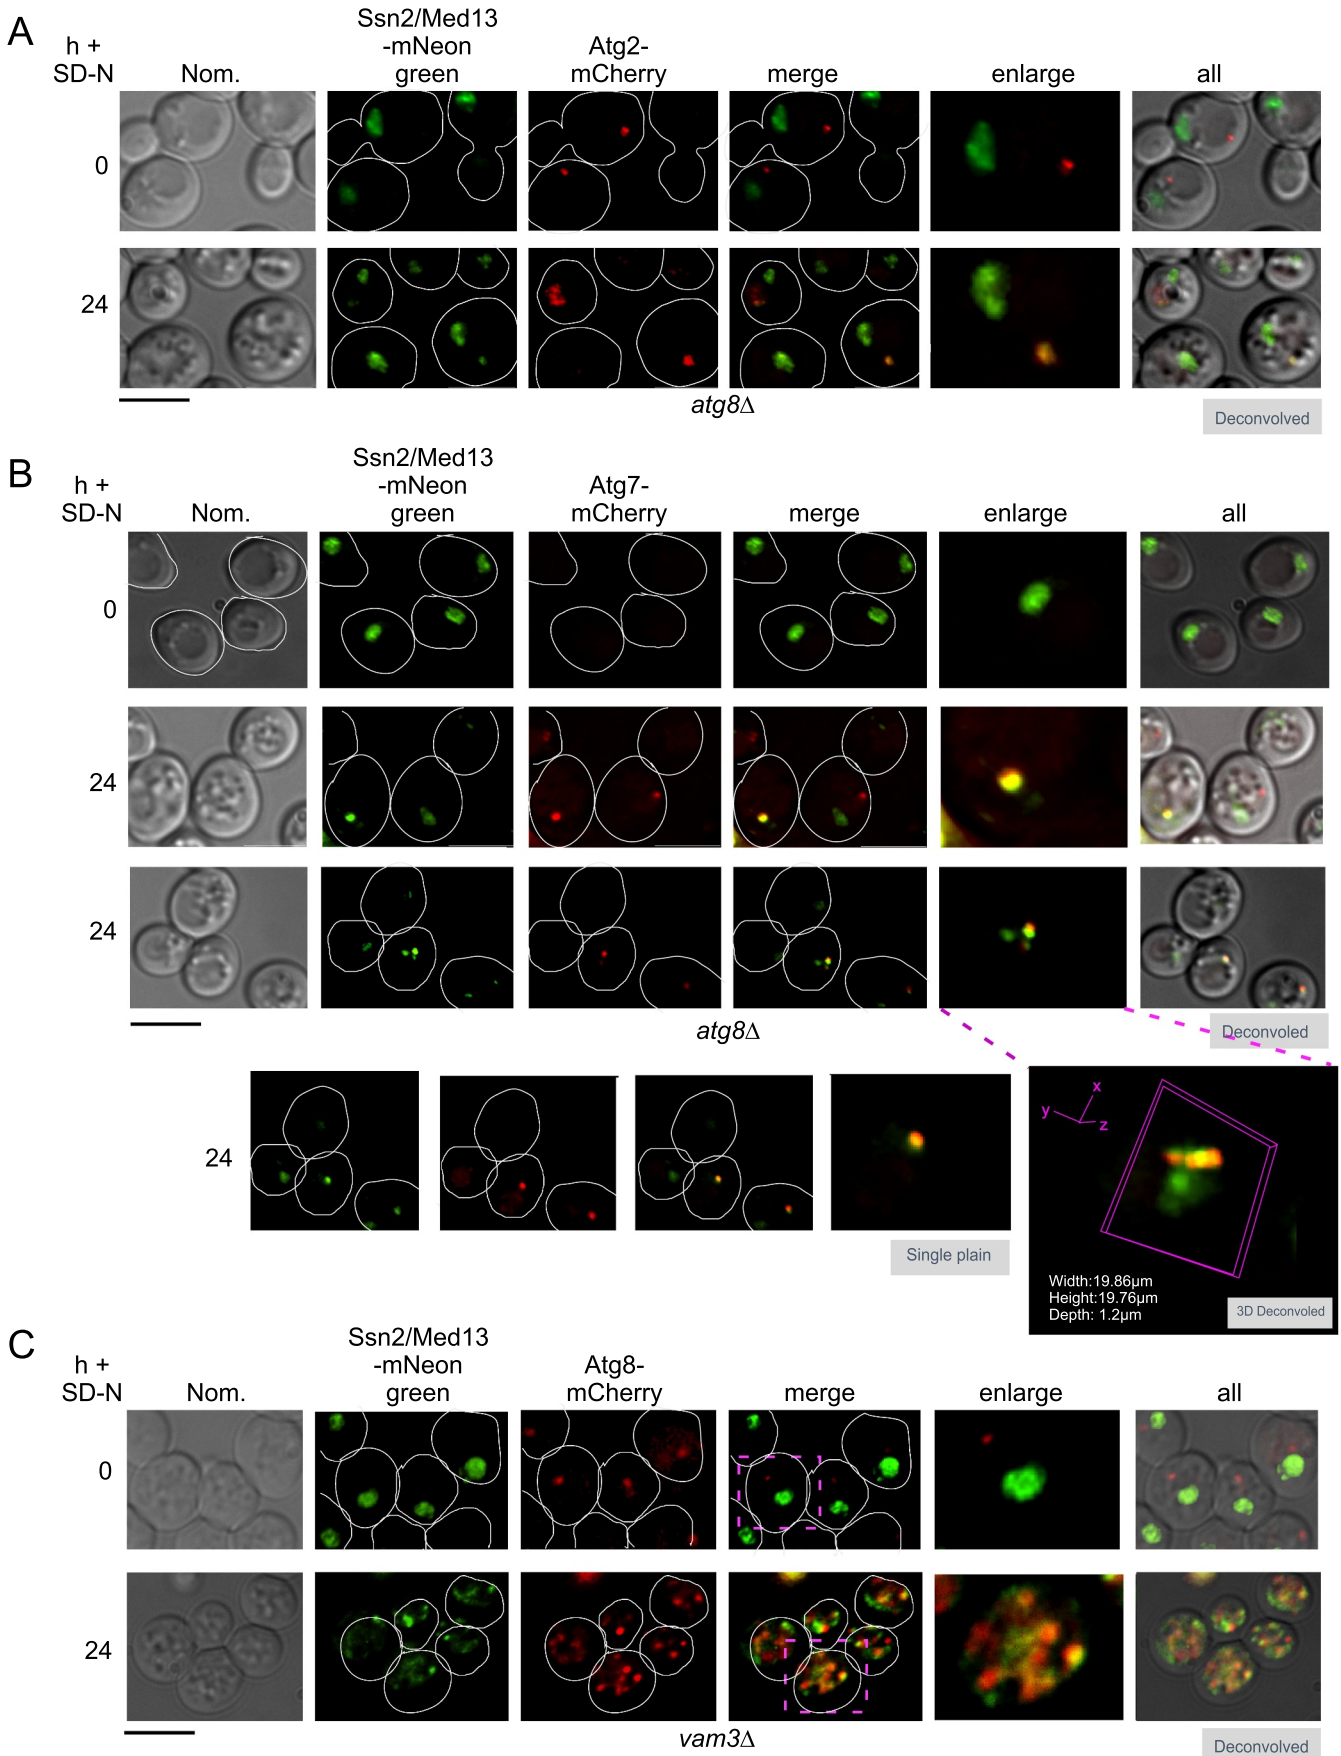 A
h +
SD-N
Nom.
Ssn2/Med13
-mNeon
green
Atg2-
mCherry
merge
enlarge
all
0
24
atg8Δ
Deconvolved
B
h +
SD-N
Nom.
Ssn2/Med13
-mNeon
green
Atg7-
mCherry
merge
enlarge
all
0
24
24
atg8Δ
Deconvoled
24
Single plain
x
y
z
Width:19.86µm
Height:19.76µm
Depth: 1.2µm
3D Deconvoled
C
h +
SD-N
Nom.
Ssn2/Med13
-mNeon
green
Atg8-
mCherry
merge
enlarge
all
0
24
vam3Δ
Deconvolved